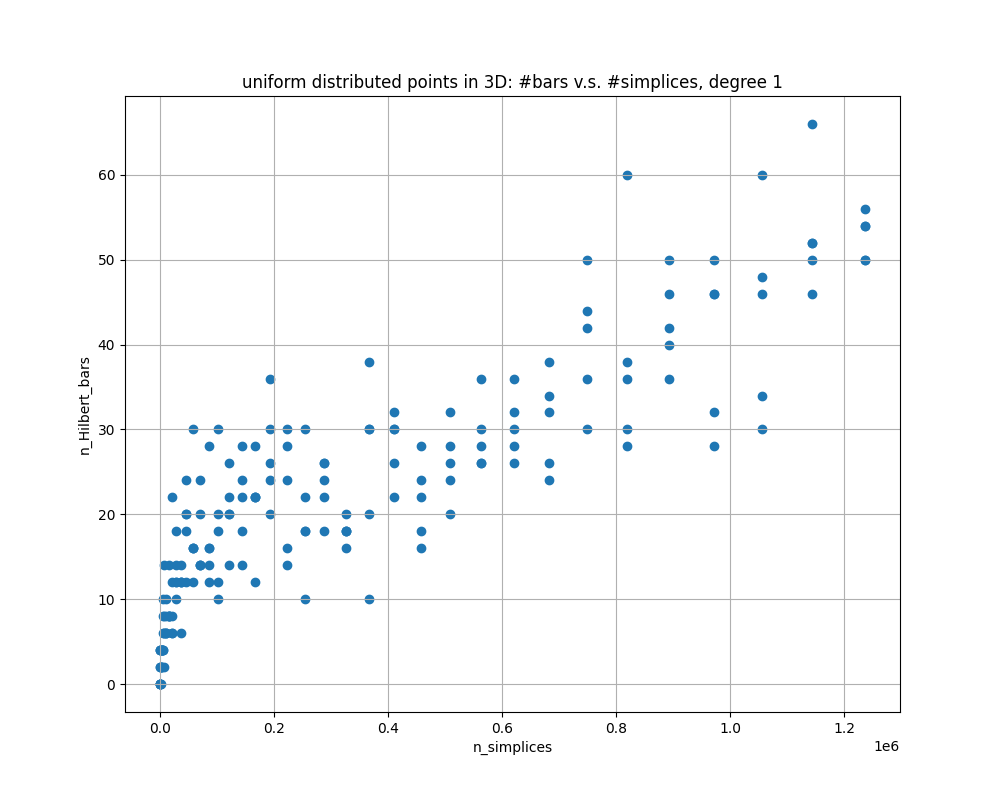 uniform distributed points in 3D: #bars v.s. #simplices, degree 1
n_Hilbert_bars
60
50
40
30
20
10
0
0.0 0.2 0.4 0.6 0.8 1.0 1.2
1e6
n_simplices